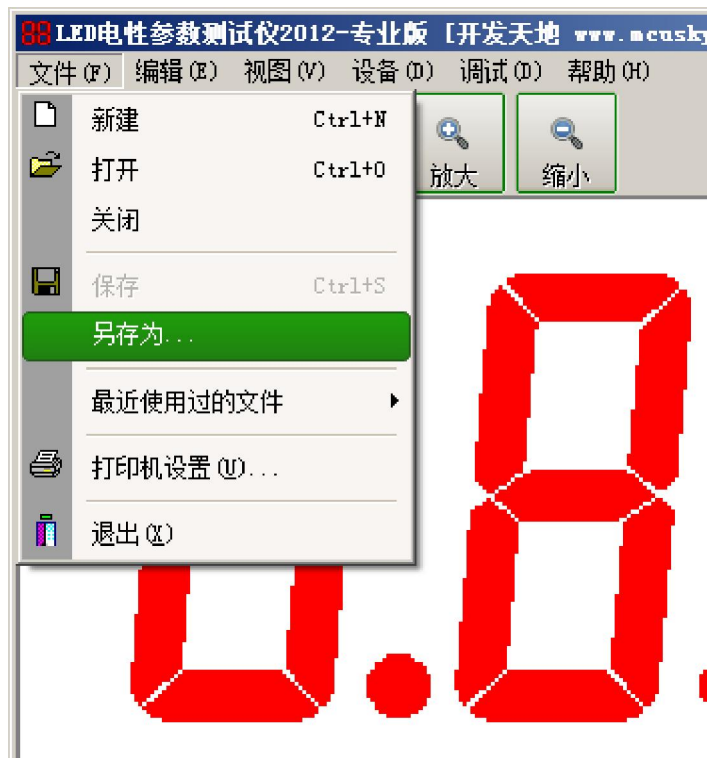 LED电性参数测试仪2012-专业版 [开发天地 www.mcusky
文件(F) 编辑(E) 视图(V) 设备(D) 调试(D) 帮助(H)
新建 Ctrl+N
打开 Ctrl+O
关闭
保存 Ctrl+S
另存为...
最近使用过的文件
打印机设置(U)...
退出(X)
放大 缩小
8.